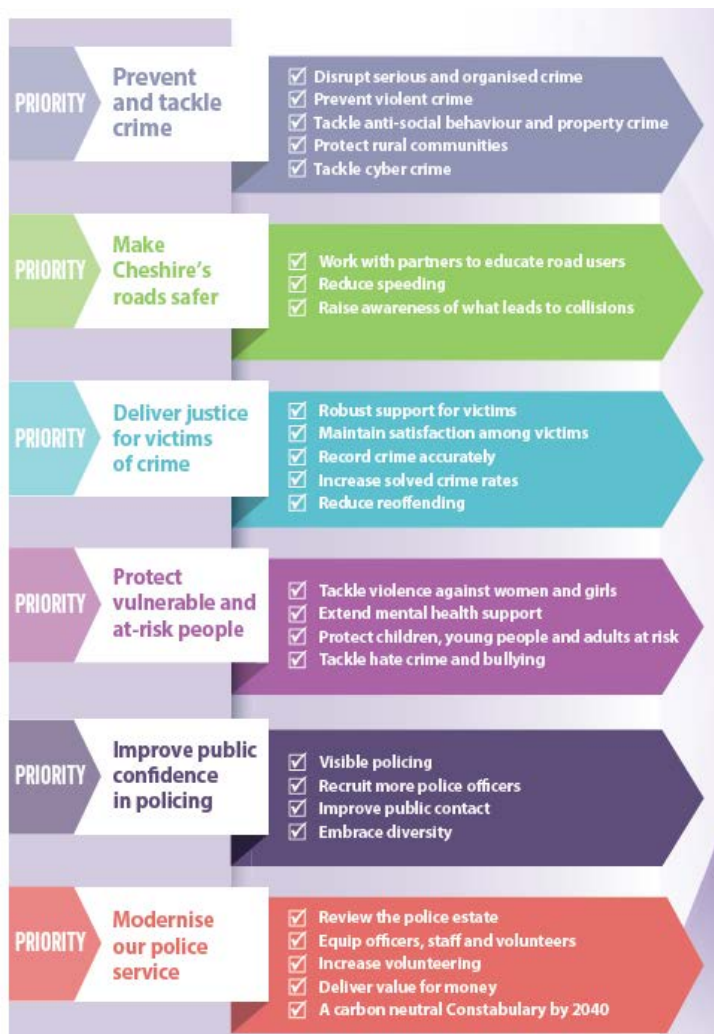 PRIORITY
Prevent
and tackle
crime
Disrupt serious and organised crime
Prevent violent crime
Tackle anti-social behaviour and property crime
Protect rural communities
Tackle cyber crime
PRIORITY
Make
Cheshire's
roads safer
Work with partners to educate road users
Reduce speeding
Raise awareness of what leads to collisions
PRIORITY
Deliver justice
for victims
of crime
Robust support for victims
Maintain satisfaction among victims
Record crime accurately
Increase solved crime rates
Reduce reoffending
PRIORITY
Protect
vulnerable and
at-risk people
Tackle violence against women and girls
Extend mental health support
Protect children, young people and adults at risk
Tackle hate crime and bullying
PRIORITY
Improve public
confidence
in policing
Visible policing
Recruit more police officers
Improve public contact
Embrace diversity
PRIORITY
Modernise
our police
service
Review the police estate
Equip officers, staff and volunteers
Increase volunteering
Deliver value for money
A carbon neutral Constabulary by 2040